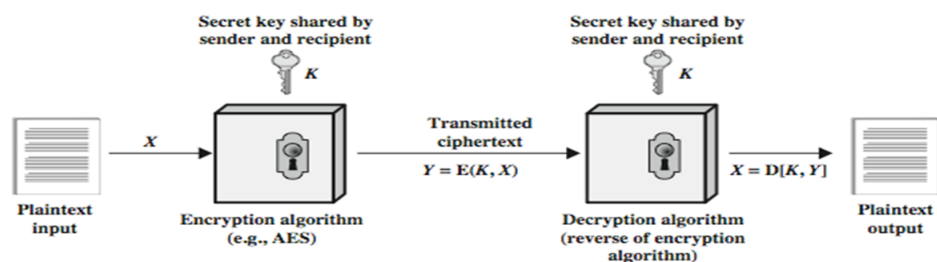 Secret key shared by
sender and recipient
K
Secret key shared by
sender and recipient
K
X
Transmitted
ciphertext
Y = E(K, X)
X = D[K, Y]
Plaintext
input
Encryption algorithm
(e.g., AES)
Decryption algorithm
(reverse of encryption
algorithm)
Plaintext
output